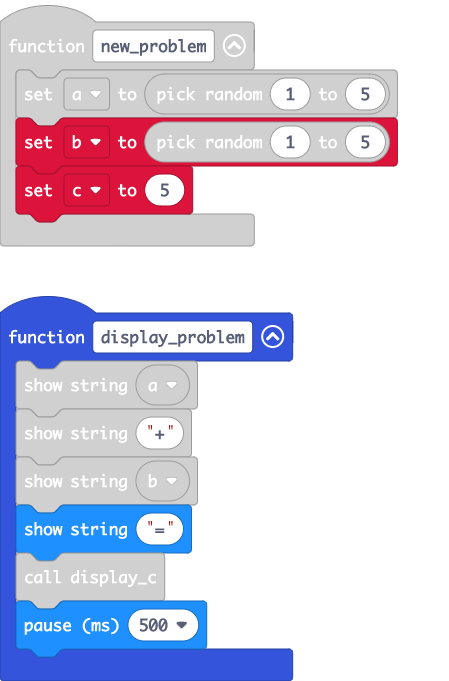 function new_problem
set a to pick random 1 to 5
set b to pick random 1 to 5
set c to 5
function display_problem
show string a
show string "+"
show string b
show string "="
call display_c
pause (ms) 500